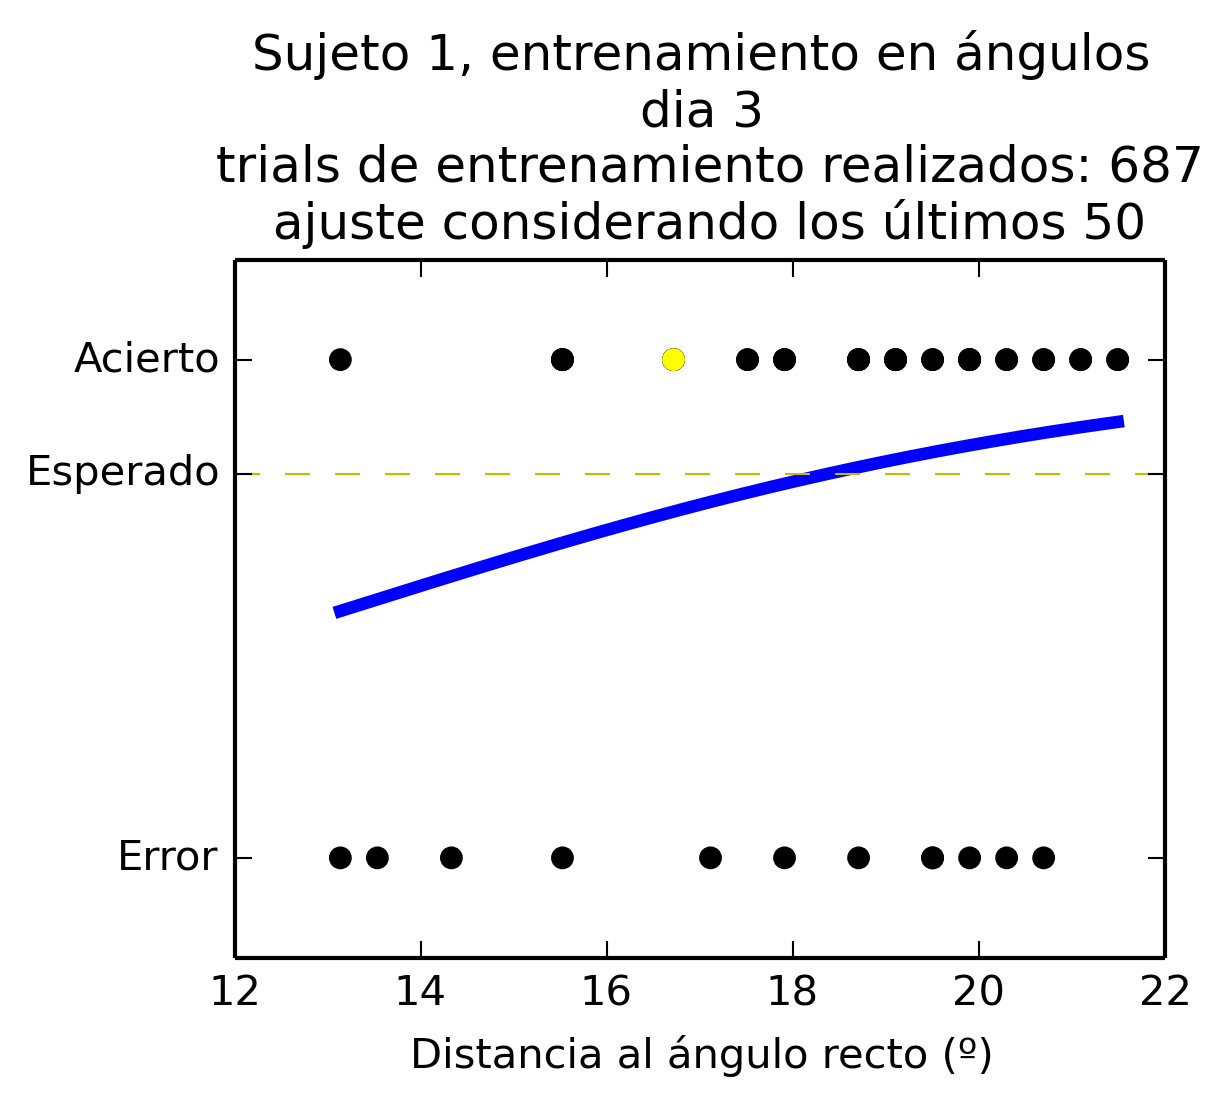 Sujeto 1, entrenamiento en ángulos
dia 3
trials de entrenamiento realizados: 687
ajuste considerando los últimos 50
Acierto
Esperado
Error
12 14 16 18 20 22
Distancia al ángulo recto (º)